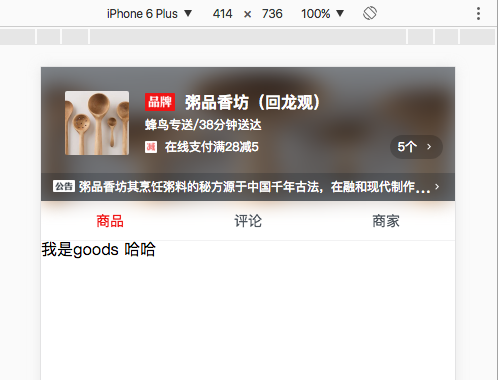 iPhone 6 Plus ▼ 414 × 736 100% ▼
品牌 粥品香坊（回龙观）
蜂鸟专送/38分钟送达
减 在线支付满28减5
5个 >
公告 粥品香坊其烹饪粥料的秘方源于中国千年古法，在融和现代制作... >
商品 评论 商家
我是goods 哈哈